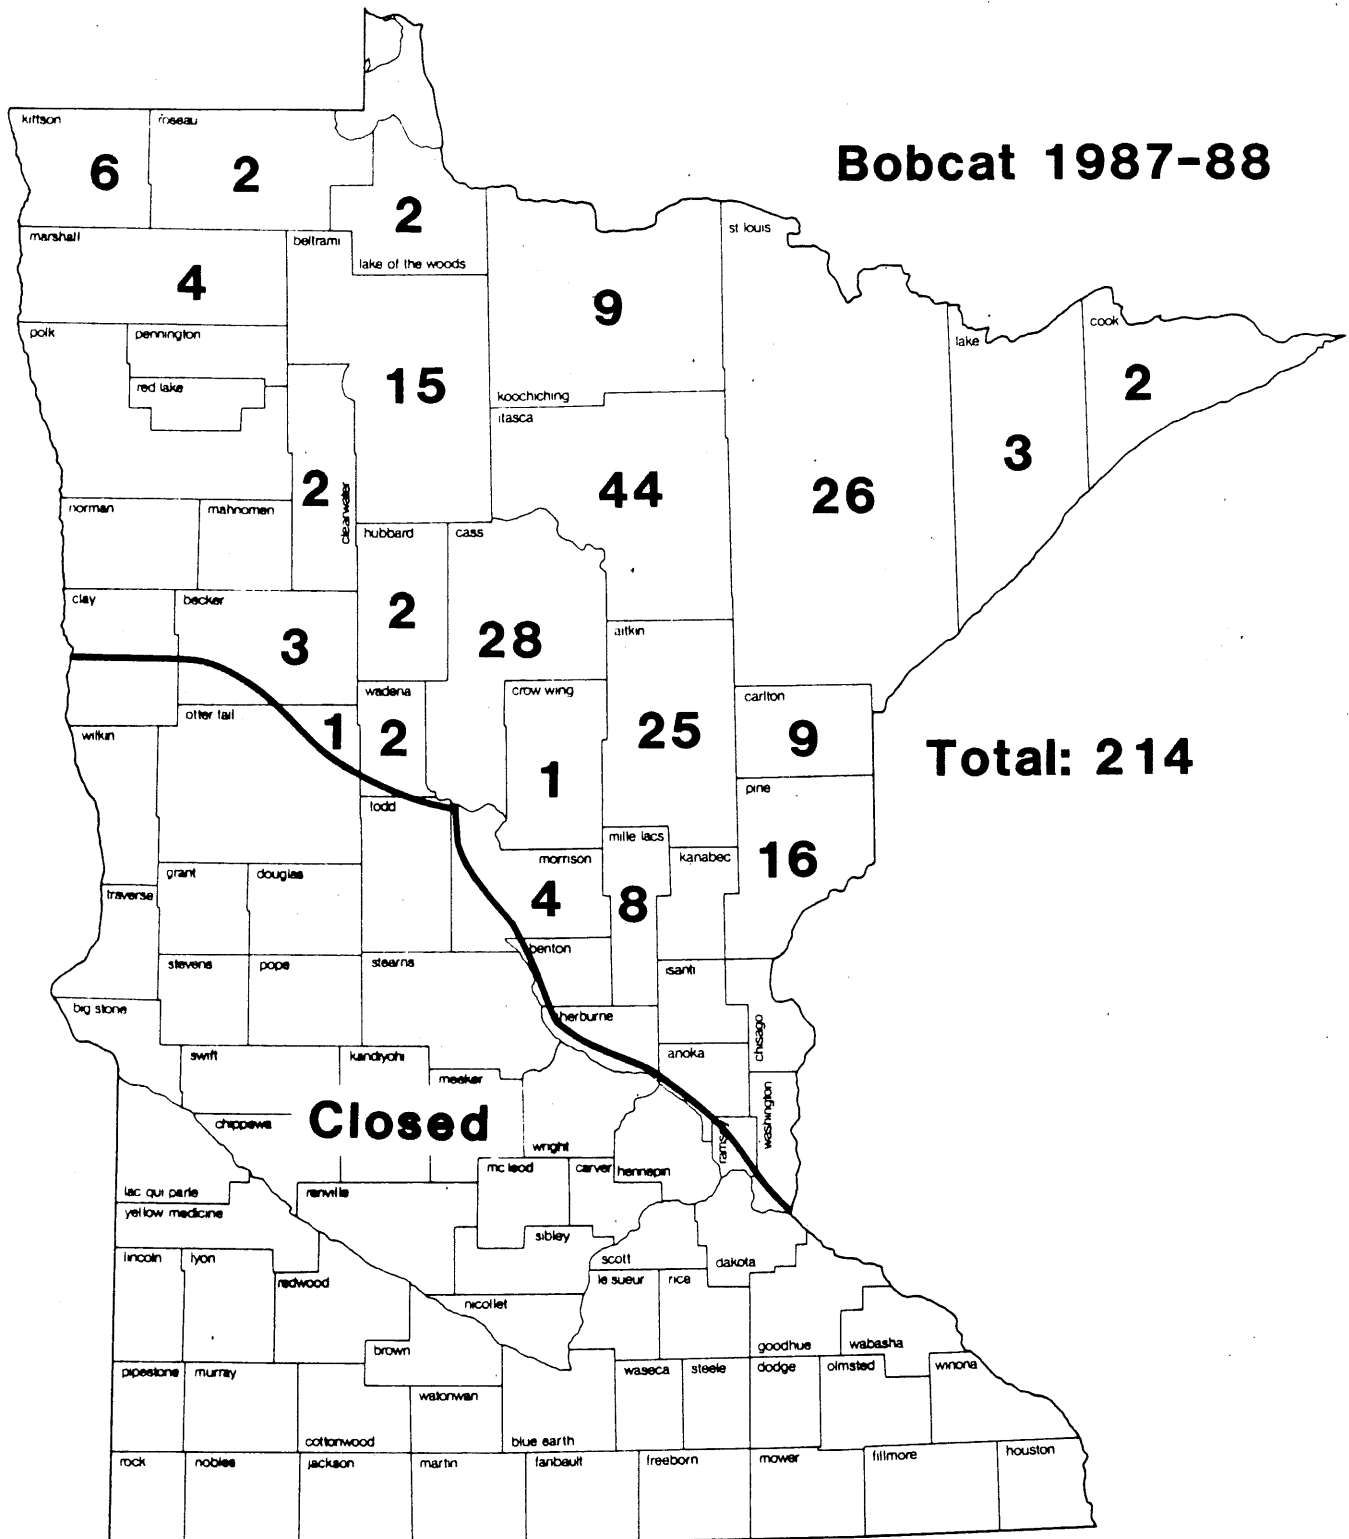 kittson
roseau
Bobcat 1987-88
6
2
2
st louis
marshall
beltrami
lake of the woods
4
9
cook
polk
pennington
lake
red lake
15
koochiching
2
itasca
3
2
44
26
norman
mahnomen
clearwater
hubbard
cass
clay
becker
2
28
aitkin
3
wadena
crow wing
carlton
otter tail
1
2
25
9
wilkin
Total: 214
1
pine
todd
mille lacs
morrison
kanabec
16
grant
douglas
traverse
4
8
benton
stevens
pope
stearns
isanti
big stone
herburne
chisago
swift
kandiyohi
anoka
meeker
washington
Closed
chippewa
ramsey
wright
mc leod
carver
hennepin
lac qui parle
renville
yellow medicine
sibley
lincoln
lyon
scott
dakota
redwood
le sueur
rice
nicollet
brown
goodhue
wabasha
pipestone
murray
waseca
steele
dodge
olmsted
winona
watonwan
cottonwood
blue earth
rock
nobles
jackson
martin
faribault
freeborn
mower
fillmore
houston